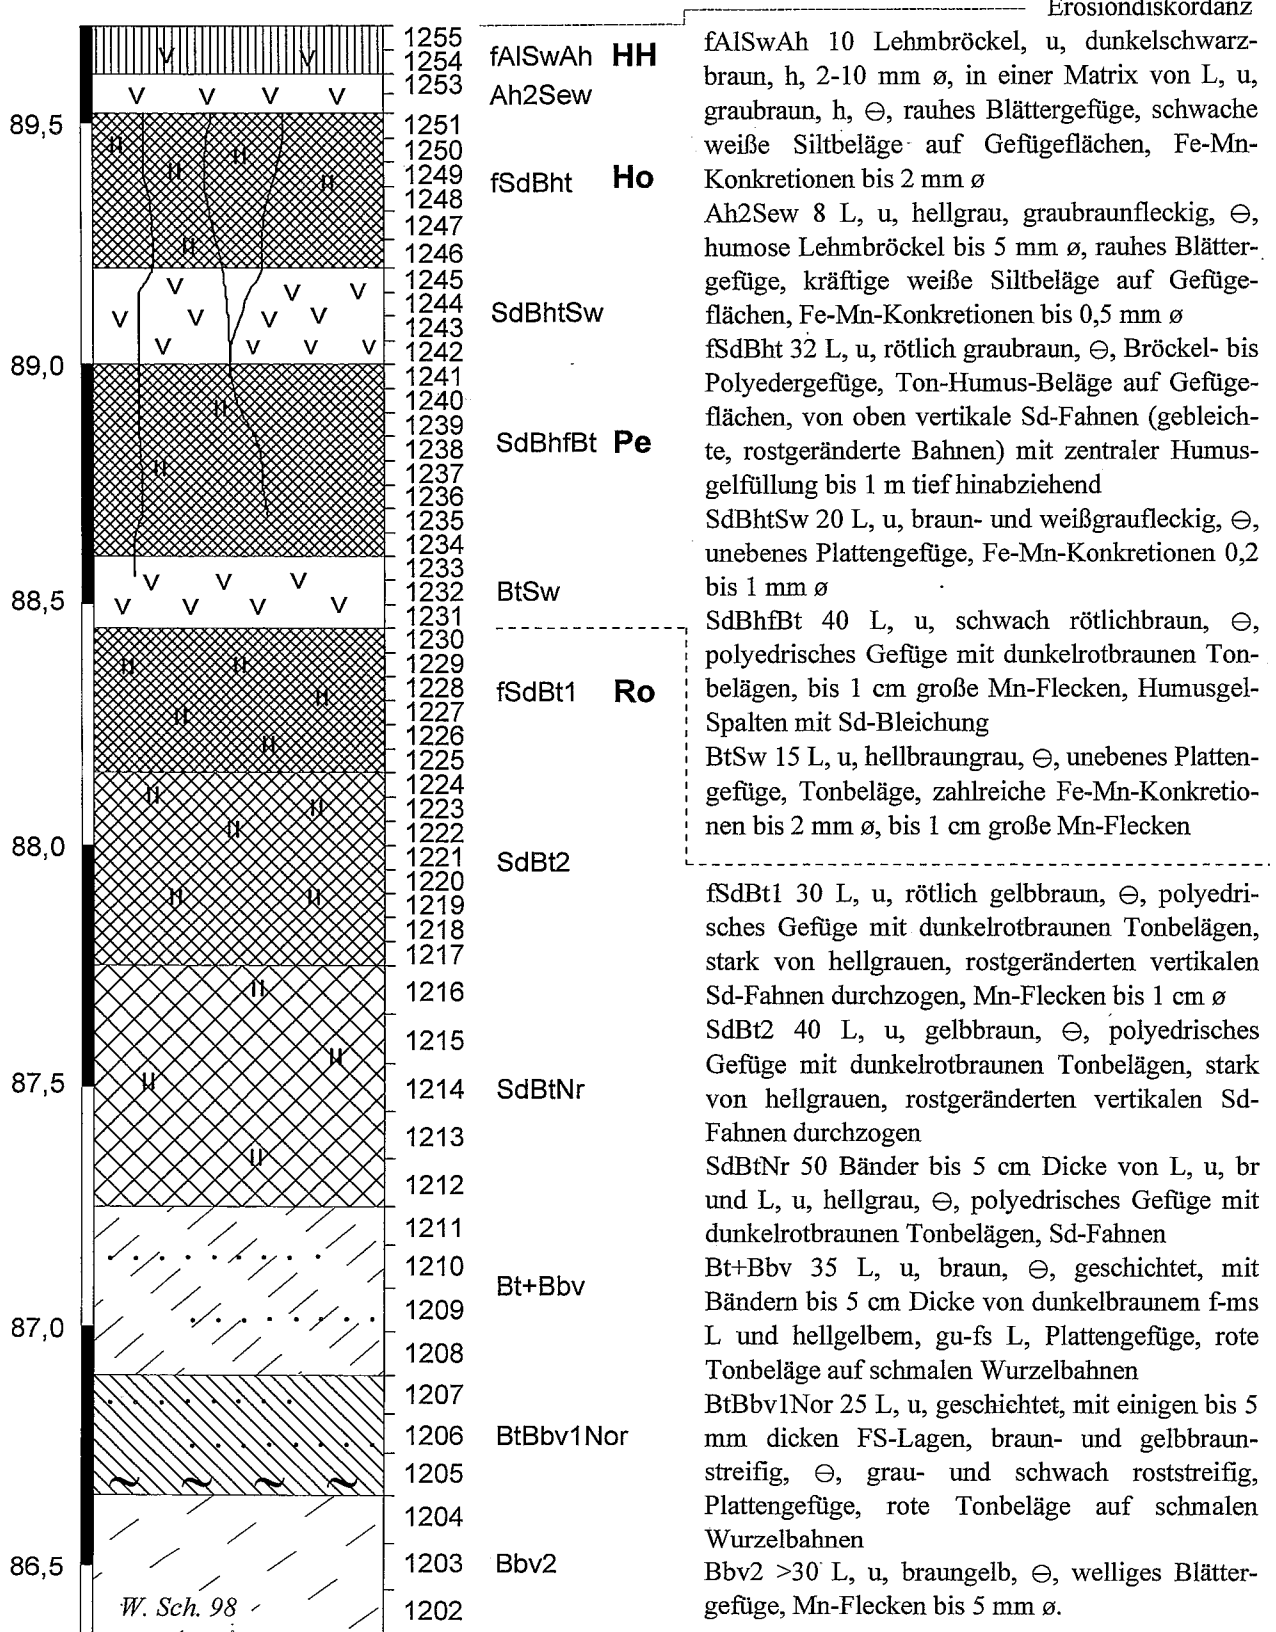 Erosiondiskordanz
89,5
89,0
88,5
88,0
87,5
87,0
86,5
1255
1254
1253
1251
1250
1249
1248
1247
1246
1245
1244
1243
1242
1241
1240
1239
1238
1237
1236
1235
1234
1233
1232
1231
1230
1229
1228
1227
1226
1225
1224
1223
1222
1221
1220
1219
1218
1217
1216
1215
1214
1213
1212
1211
1210
1209
1208
1207
1206
1205
1204
1203
1202
fAlSwAh HH
Ah2Sew
fSdBht Ho
SdBhtSw
SdBhfBt Pe
BtSw
fSdBt1 Ro
SdBt2
SdBtNr
Bt+Bbv
BtBbv1Nor
Bbv2
fAlSwAh 10 Lehmbröckel, u, dunkelschwarz-
braun, h, 2-10 mm ø, in einer Matrix von L, u,
graubraun, h, ⊖, rauhes Blättergefüge, schwache
weiße Siltbeläge auf Gefügeflächen, Fe-Mn-
Konkretionen bis 2 mm ø
Ah2Sew 8 L, u, hellgrau, graubraunfleckig, ⊖,
humose Lehmbröckel bis 5 mm ø, rauhes Blätter-
gefüge, kräftige weiße Siltbeläge auf Gefüge-
flächen, Fe-Mn-Konkretionen bis 0,5 mm ø
fSdBht 32 L, u, rötlich graubraun, ⊖, Bröckel- bis
Polyedergefüge, Ton-Humus-Beläge auf Gefüge-
flächen, von oben vertikale Sd-Fahnen (gebleich-
te, rostgeränderte Bahnen) mit zentraler Humus-
gelfüllung bis 1 m tief hinabziehend
SdBhtSw 20 L, u, braun- und weißgraufleckig, ⊖,
unebenes Plattengefüge, Fe-Mn-Konkretionen 0,2
bis 1 mm ø
SdBhfBt 40 L, u, schwach rötlichbraun, ⊖,
polyedrisches Gefüge mit dunkelrotbraunen Ton-
belägen, bis 1 cm große Mn-Flecken, Humusgel-
Spalten mit Sd-Bleichung
BtSw 15 L, u, hellbraungrau, ⊖, unebenes Platten-
gefüge, Tonbeläge, zahlreiche Fe-Mn-Konkretio-
nen bis 2 mm ø, bis 1 cm große Mn-Flecken
fSdBt1 30 L, u, rötlich gelbbraun, ⊖, polyedri-
sches Gefüge mit dunkelrotbraunen Tonbelägen,
stark von hellgrauen, rostgeränderten vertikalen
Sd-Fahnen durchzogen, Mn-Flecken bis 1 cm ø
SdBt2 40 L, u, gelbbraun, ⊖, polyedrisches
Gefüge mit dunkelrotbraunen Tonbelägen, stark
von hellgrauen, rostgeränderten vertikalen Sd-
Fahnen durchzogen
SdBtNr 50 Bänder bis 5 cm Dicke von L, u, br
und L, u, hellgrau, ⊖, polyedrisches Gefüge mit
dunkelrotbraunen Tonbelägen, Sd-Fahnen
Bt+Bbv 35 L, u, braun, ⊖, geschichtet, mit
Bändern bis 5 cm Dicke von dunkelbraunem f-ms
L und hellgelbem, gu-fs L, Plattengefüge, rote
Tonbeläge auf schmalen Wurzelbahnen
BtBbv1Nor 25 L, u, geschichtet, mit einigen bis 5
mm dicken FS-Lagen, braun- und gelbbraun-
streifig, ⊖, grau- und schwach roststreifig,
Plattengefüge, rote Tonbeläge auf schmalen
Wurzelbahnen
Bbv2 >30 L, u, braungelb, ⊖, welliges Blätter-
gefüge, Mn-Flecken bis 5 mm ø.
W. Sch. 98